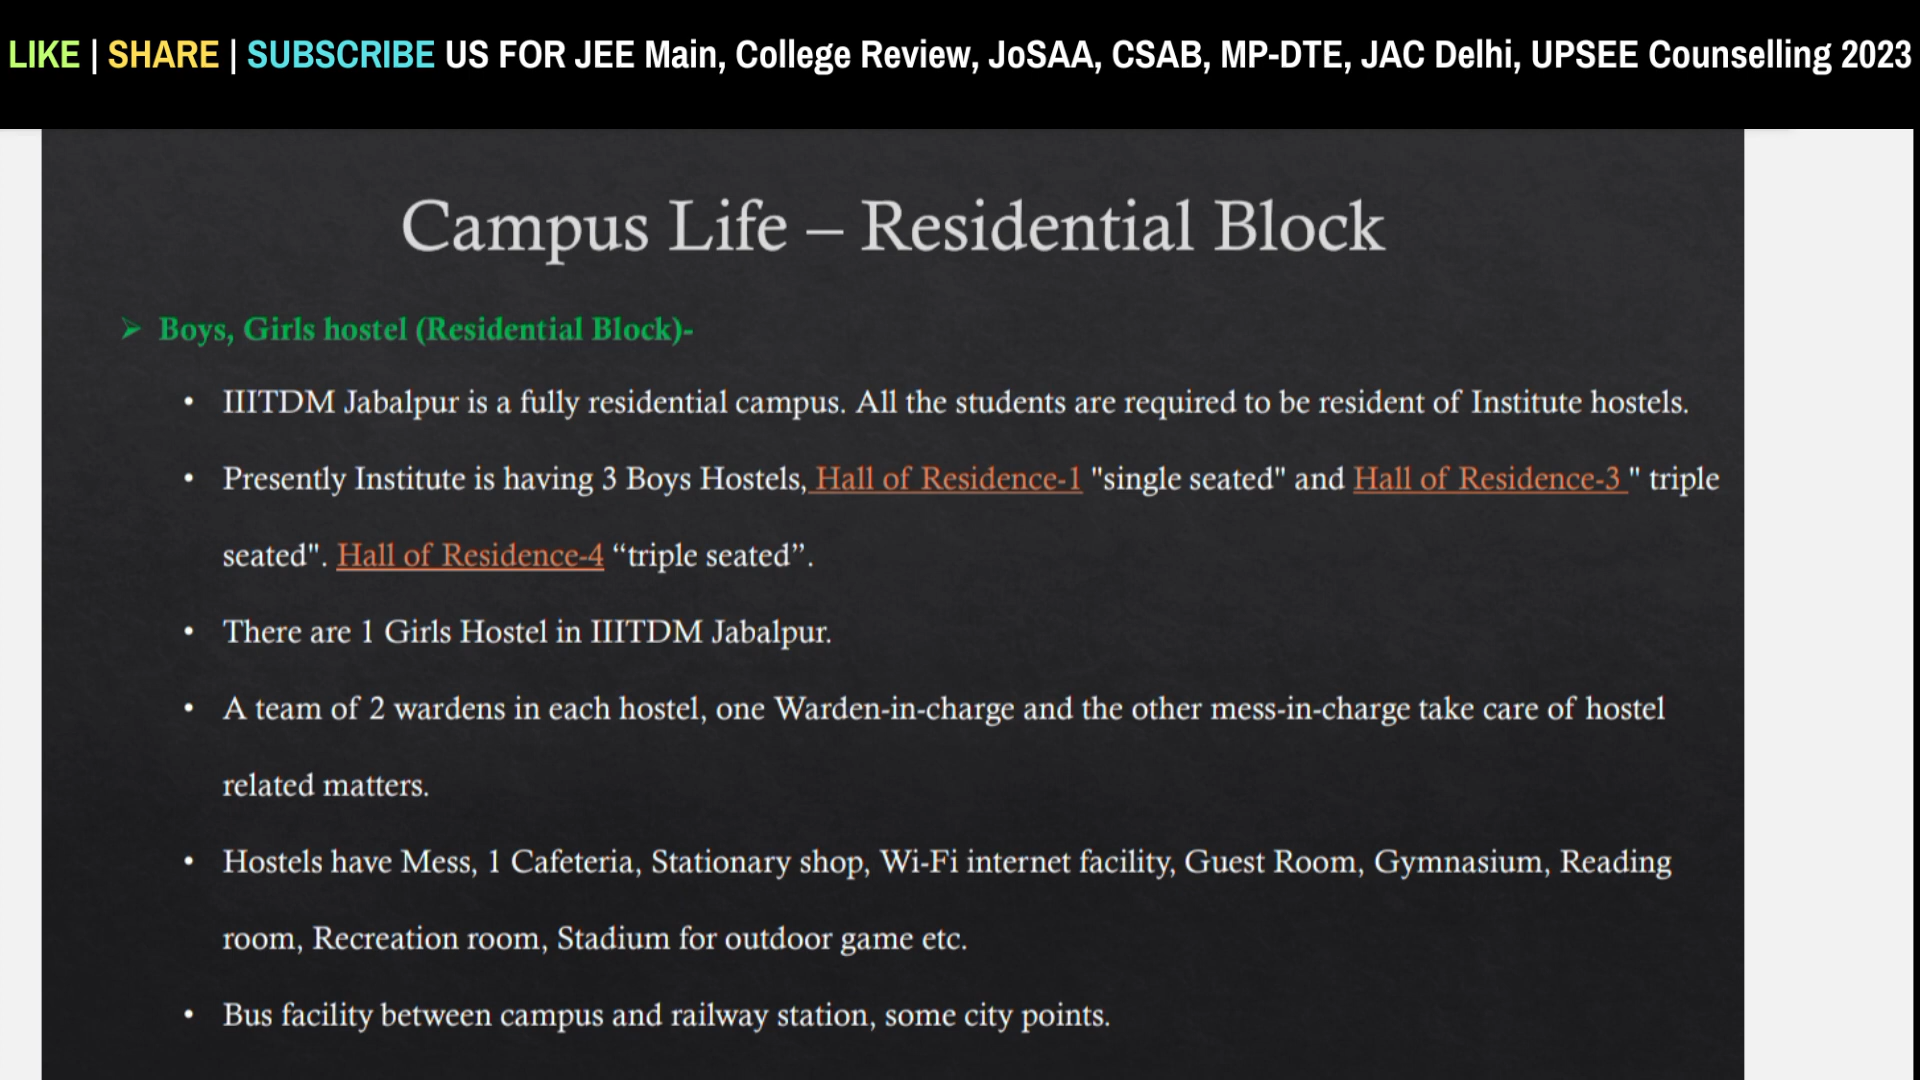 LIKE | SHARE | SUBSCRIBE US FOR JEE Main, College Review, JoSAA, CSAB, MP-DTE, JAC Delhi, UPSEE Counselling 2023
Campus Life – Residential Block
➢ Boys, Girls hostel (Residential Block)-
• IIITDM Jabalpur is a fully residential campus. All the students are required to be resident of Institute hostels.
• Presently Institute is having 3 Boys Hostels, Hall of Residence-1 "single seated" and Hall of Residence-3 " triple
seated". Hall of Residence-4 “triple seated”.
• There are 1 Girls Hostel in IIITDM Jabalpur.
• A team of 2 wardens in each hostel, one Warden-in-charge and the other mess-in-charge take care of hostel
related matters.
• Hostels have Mess, 1 Cafeteria, Stationary shop, Wi-Fi internet facility, Guest Room, Gymnasium, Reading
room, Recreation room, Stadium for outdoor game etc.
• Bus facility between campus and railway station, some city points.